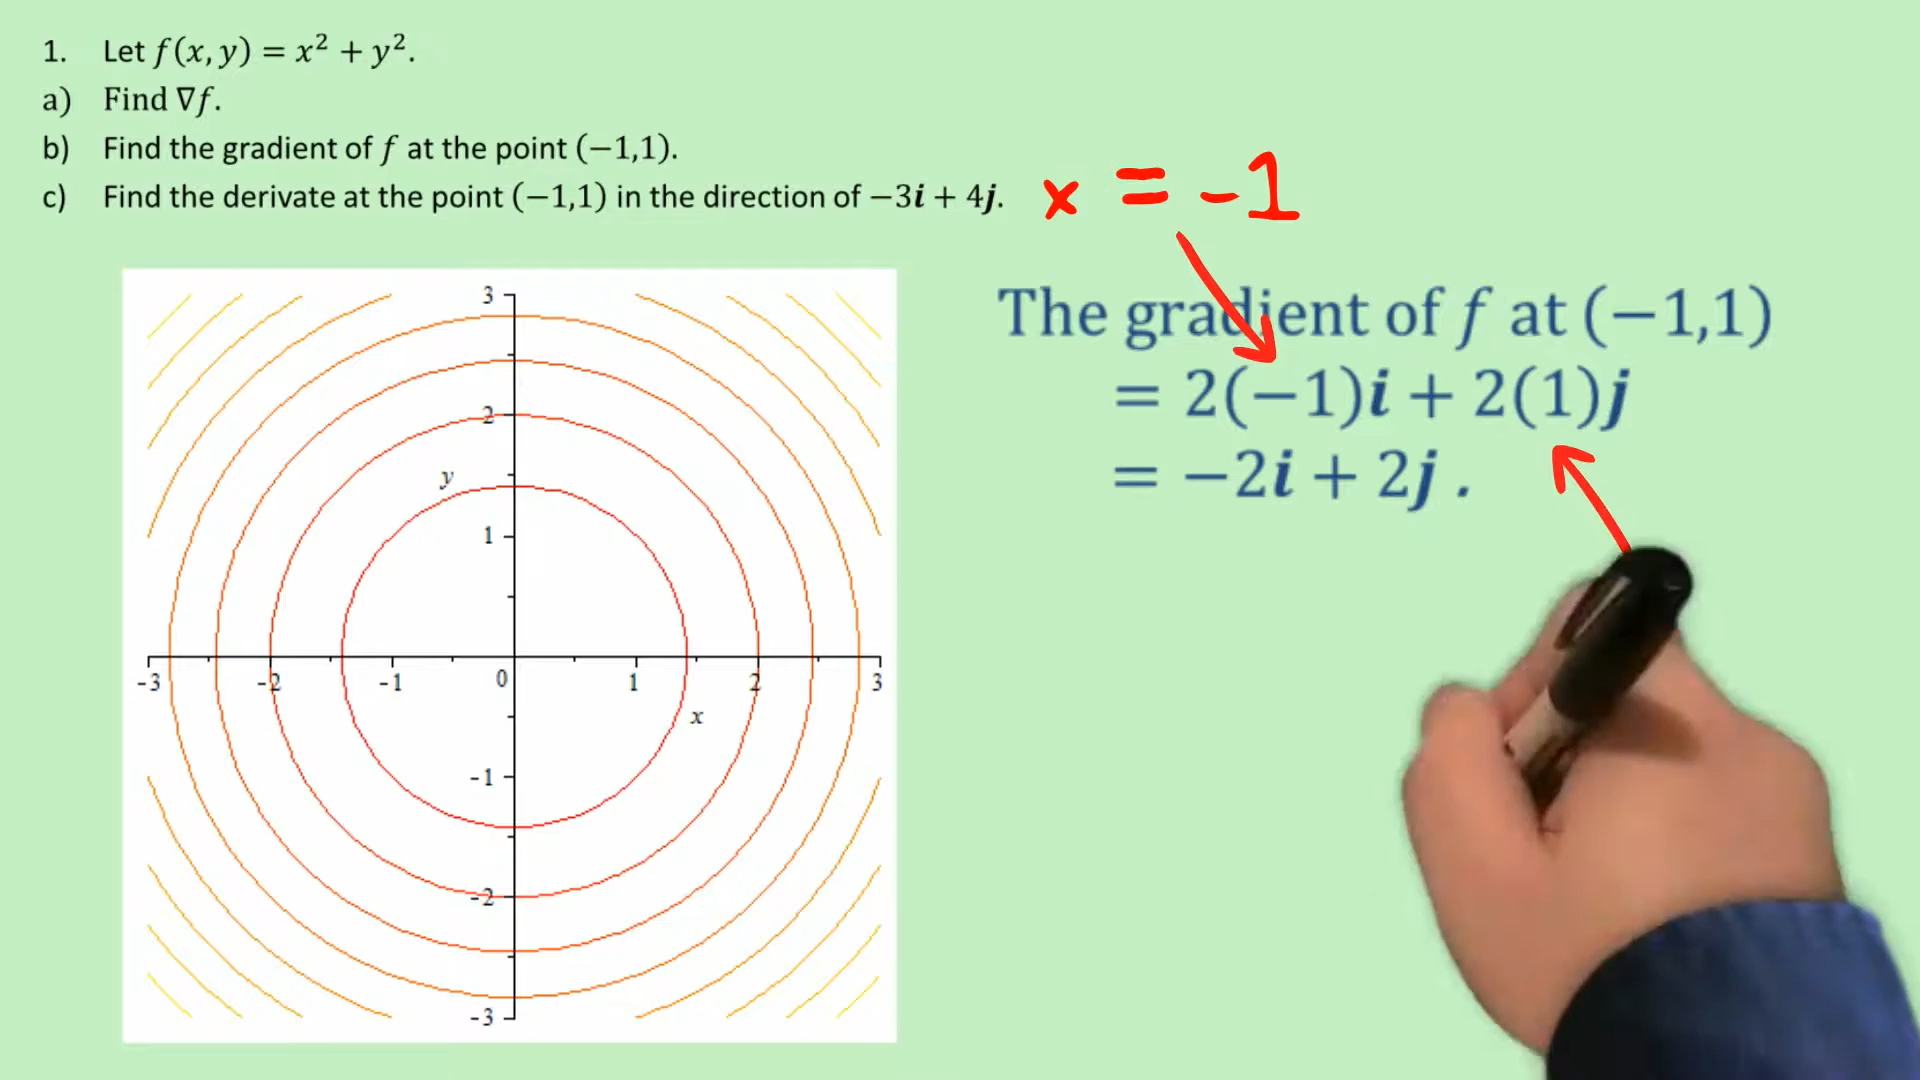 1. Let f(x, y) = x² + y².
a) Find ∇f.
b) Find the gradient of f at the point (−1,1).
c) Find the derivate at the point (−1,1) in the direction of −3i + 4j.
x = -1
The gradient of f at (−1,1)
= 2(−1)i + 2(1)j
= −2i + 2j .
3
2
y
1
-3 -2 -1 0 1 2 3
x
-1
-2
-3